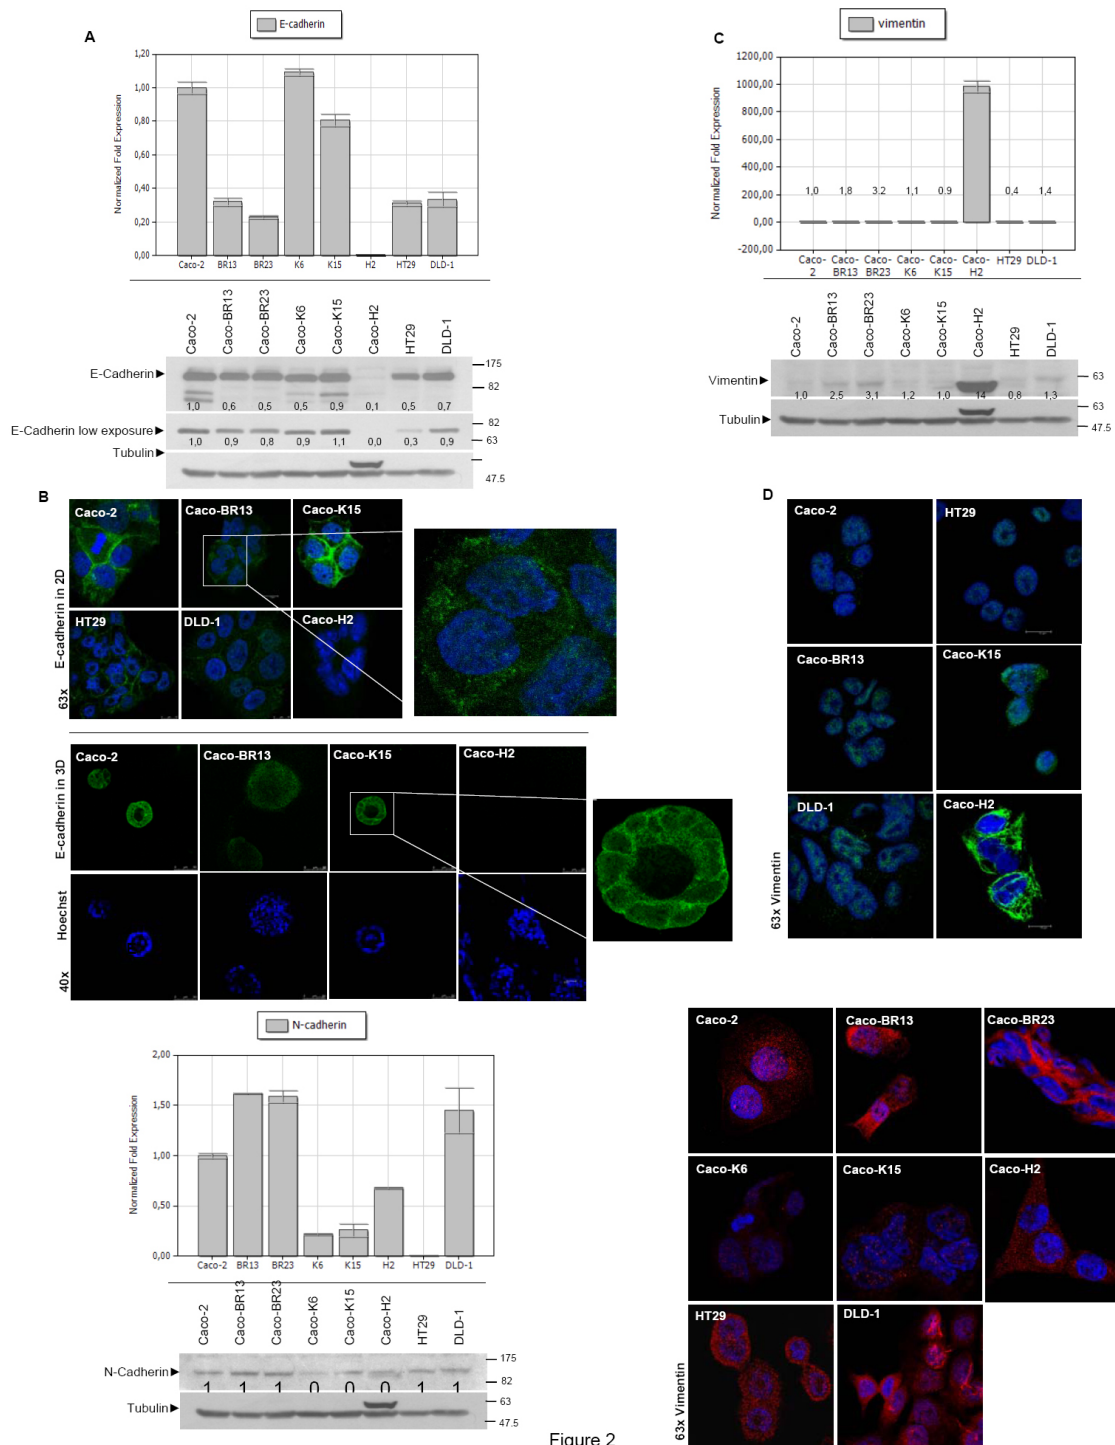 A
E-cadherin
1,20
1,00
0,80
0,60
0,40
0,20
0,00
Normalized Fold Expression
Caco-2 BR13 BR23 K6 K15 H2 HT29 DLD-1
Caco-2 Caco-BR13 Caco-BR23 Caco-K6 Caco-K15 Caco-H2 HT29 DLD-1
E-Cadherin
175
82
1,0 0,6 0,5 0,5 0,9 0,1 0,5 0,7
E-Cadherin low exposure
82
63
1,0 0,9 0,8 0,9 1,1 0,0 0,3 0,9
Tubulin
47.5
C
vimentin
1200,00
1000,00
800,00
600,00
400,00
200,00
0,00
-200,00
Normalized Fold Expression
1,0 1,8 3,2 1,1 0,9 0,4 1,4
Caco-2 Caco-BR13 Caco-BR23 Caco-K6 Caco-K15 Caco-H2 HT29 DLD-1
Caco-2 Caco-BR13 Caco-BR23 Caco-K6 Caco-K15 Caco-H2 HT29 DLD-1
Vimentin
63
1,0 2,5 3,1 1,2 1,0 14 0,8 1,3
Tubulin
63
47.5
B
E-cadherin in 2D
63x
Caco-2 Caco-BR13 Caco-K15
HT29 DLD-1 Caco-H2
E-cadherin in 3D
Caco-2 Caco-BR13 Caco-K15 Caco-H2
Hoechst
40x
D
Caco-2 HT29
Caco-BR13 Caco-K15
DLD-1 Caco-H2
63x Vimentin
N-cadherin
2,00
1,50
1,00
0,50
0,00
Normalized Fold Expression
Caco-2 BR13 BR23 K6 K15 H2 HT29 DLD-1
Caco-2 Caco-BR13 Caco-BR23 Caco-K6 Caco-K15 Caco-H2 HT29 DLD-1
N-Cadherin
175
82
1 1 1 0 0 0 1 1
Tubulin
63
47.5
Caco-2 Caco-BR13 Caco-BR23
Caco-K6 Caco-K15 Caco-H2
HT29 DLD-1
63x Vimentin
Figure 2